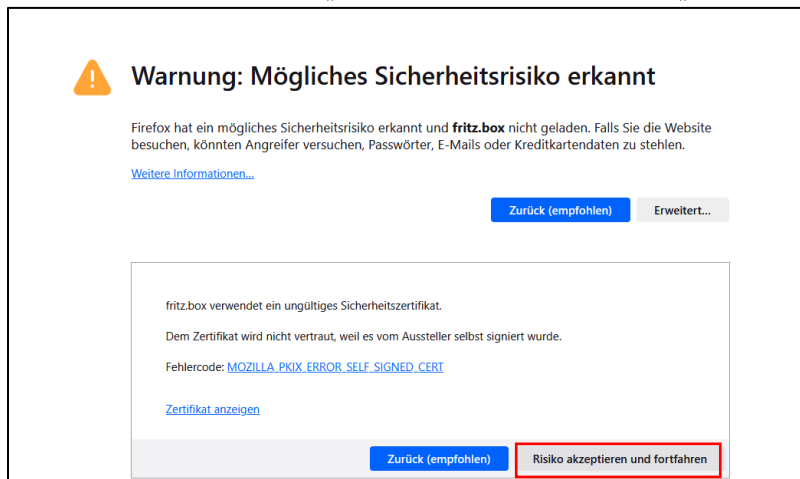 Warnung: Mögliches Sicherheitsrisiko erkannt
Firefox hat ein mögliches Sicherheitsrisiko erkannt und fritz.box nicht geladen. Falls Sie die Website
besuchen, könnten Angreifer versuchen, Passwörter, E-Mails oder Kreditkartendaten zu stehlen.
Weitere Informationen...
Zurück (empfohlen) Erweitert...
fritz.box verwendet ein ungültiges Sicherheitszertifikat.
Dem Zertifikat wird nicht vertraut, weil es vom Aussteller selbst signiert wurde.
Fehlercode: MOZILLA_PKIX_ERROR_SELF_SIGNED_CERT
Zertifikat anzeigen
Zurück (empfohlen) Risiko akzeptieren und fortfahren